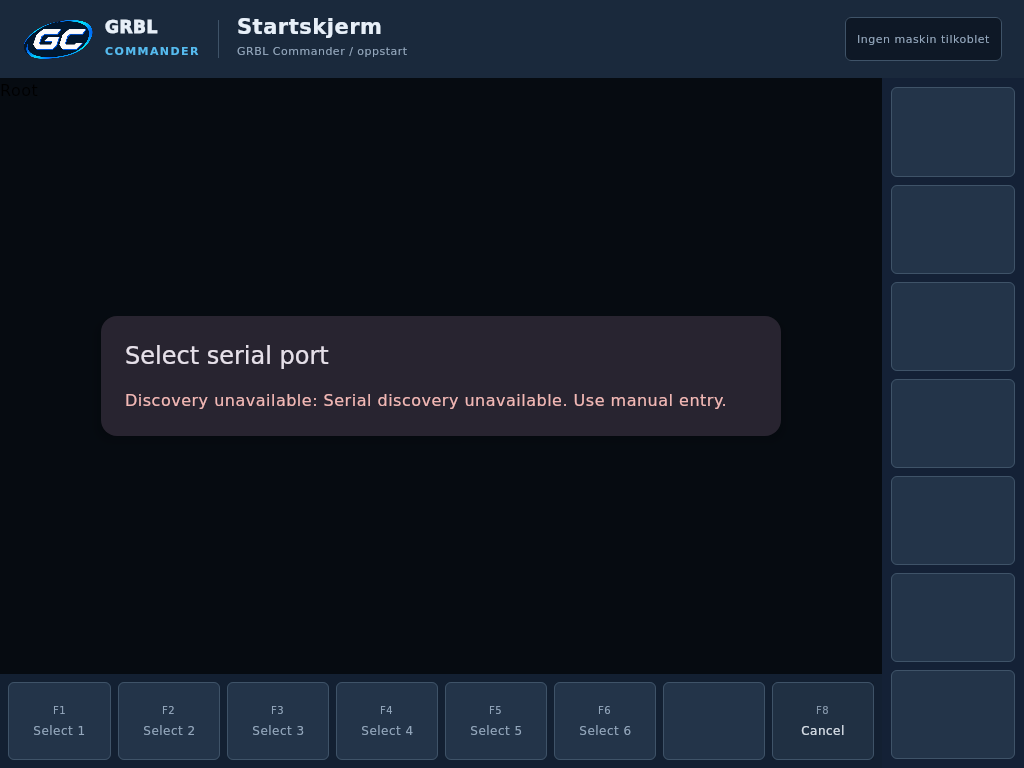 GC
GRBL
COMMANDER
Startskjerm
GRBL Commander / oppstart
Ingen maskin tilkoblet
Root
Select serial port
Discovery unavailable: Serial discovery unavailable. Use manual entry.
F1
Select 1
F2
Select 2
F3
Select 3
F4
Select 4
F5
Select 5
F6
Select 6
F8
Cancel